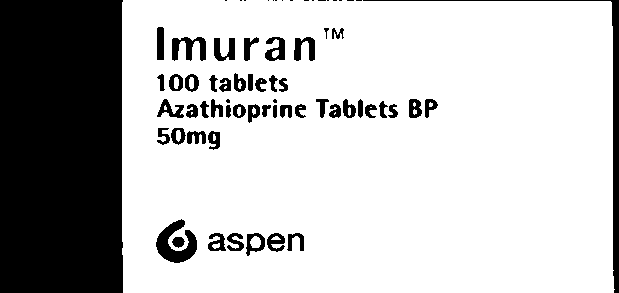 Imuran™
100 tablets
Azathioprine Tablets BP
50mg
aspen